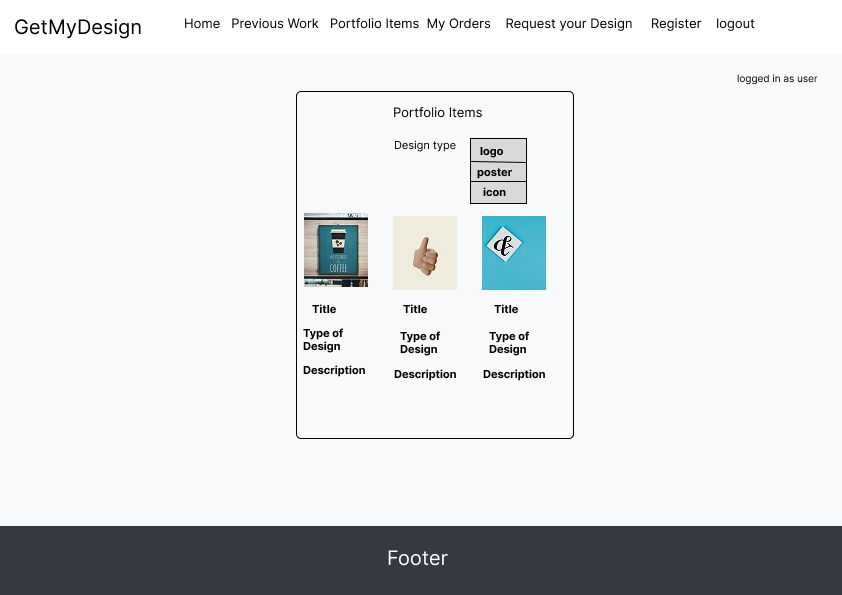 GetMyDesign Home Previous Work Portfolio Items My Orders Request your Design Register logout
logged in as user
Portfolio Items
Design type
logo
poster
icon
COFFEE
&
Title Title Title
Type of Design Type of Design Type of Design
Description Description Description
Footer